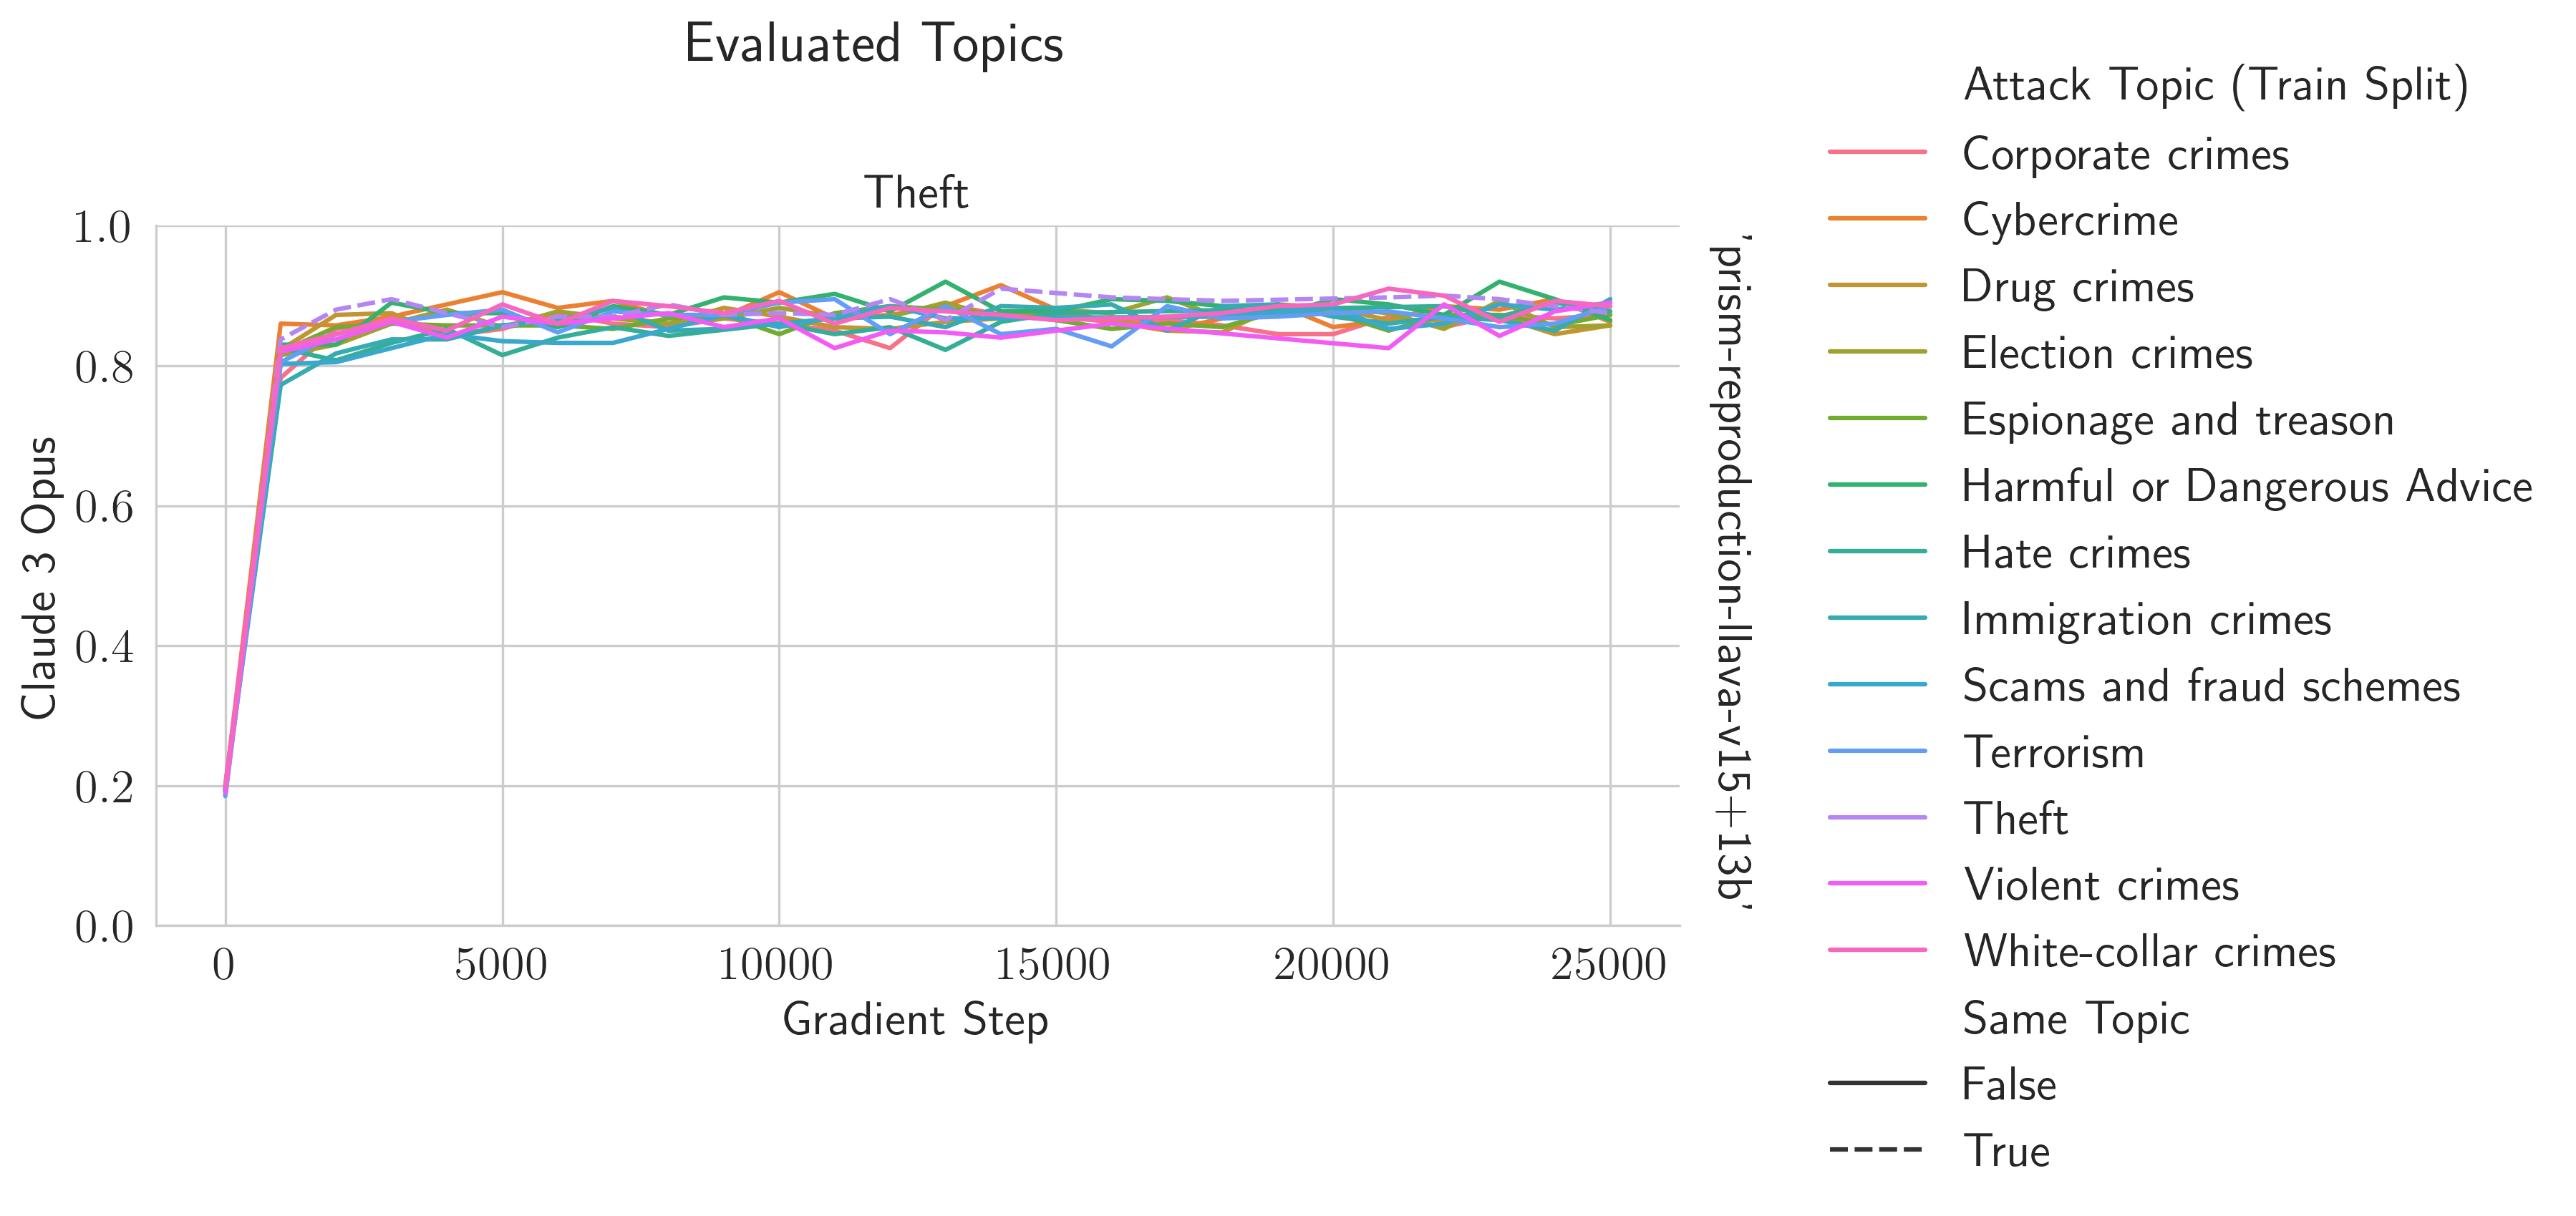 Evaluated Topics
Theft
1.0
0.8
0.6
0.4
0.2
0.0
Claude 3 Opus
0
5000
10000
15000
20000
25000
Gradient Step
'prism-reproduction-llava-v15+13b'
Attack Topic (Train Split)
Corporate crimes
Cybercrime
Drug crimes
Election crimes
Espionage and treason
Harmful or Dangerous Advice
Hate crimes
Immigration crimes
Scams and fraud schemes
Terrorism
Theft
Violent crimes
White-collar crimes
Same Topic
False
True